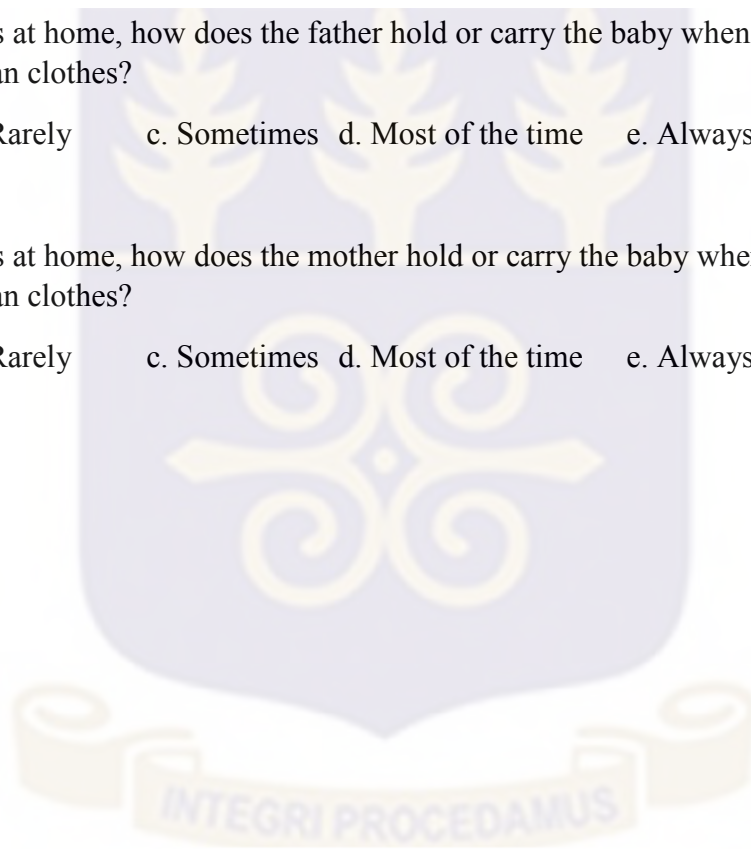 s at home, how does the father hold or carry the baby when
an clothes?
Rarely c. Sometimes d. Most of the time e. Always
s at home, how does the mother hold or carry the baby whe
an clothes?
Rarely c. Sometimes d. Most of the time e. Always
INTEGRI PROCEDAMUS